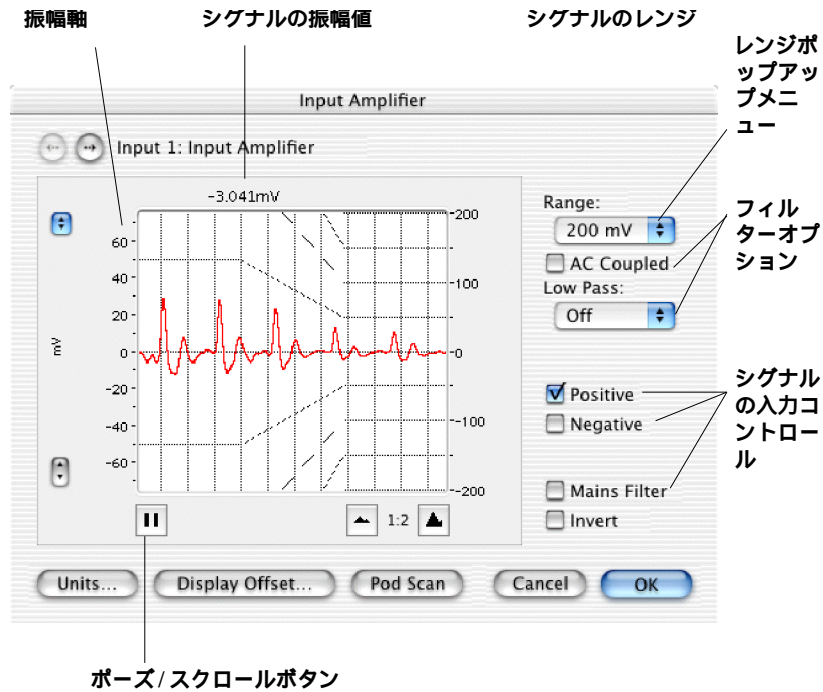 振幅軸
シグナルの振幅値
シグナルのレンジ
レンジポ
ップアッ
プメニ
ュー
Input Amplifier
Input 1: Input Amplifier
-3.041mV
60
40
20
0
-20
-40
-60
mV
200
100
0
-100
-200
Range:
200 mV
AC Coupled
Low Pass:
Off
フィル
ターオプ
ション
Positive
Negative
シグナル
の入力コ
ントロー
ル
Mains Filter
Invert
1:2
Units...
Display Offset...
Pod Scan
Cancel
OK
ポーズ/スクロールボタン